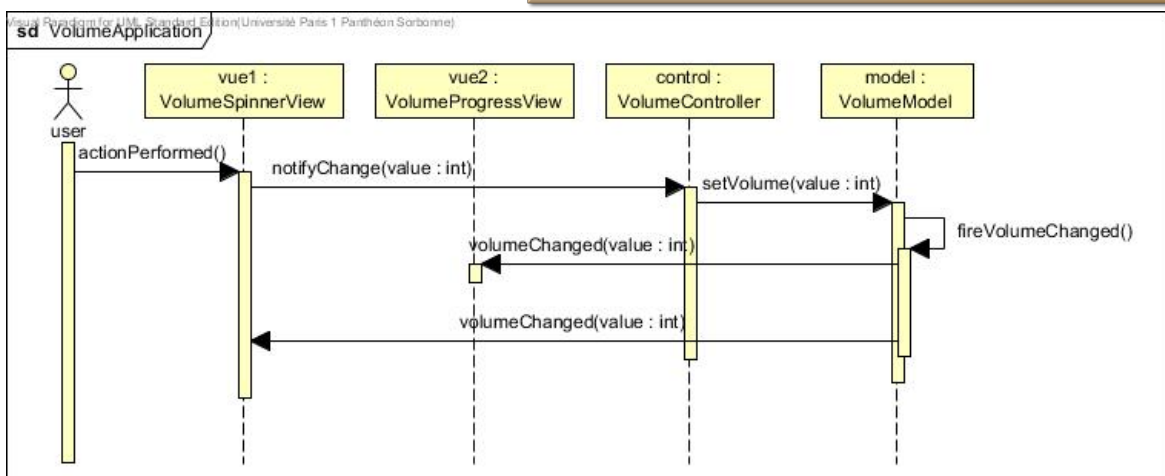 Visual Paradigm for UML Standard Edition(Université Paris 1 Panthéon Sorbonne)
sd VolumeApplication
user
vue1 :
VolumeSpinnerView
vue2 :
VolumeProgressView
control :
VolumeController
model :
VolumeModel
actionPerformed()
notifyChange(value : int)
setVolume(value : int)
fireVolumeChanged()
volumeChanged(value : int)
volumeChanged(value : int)